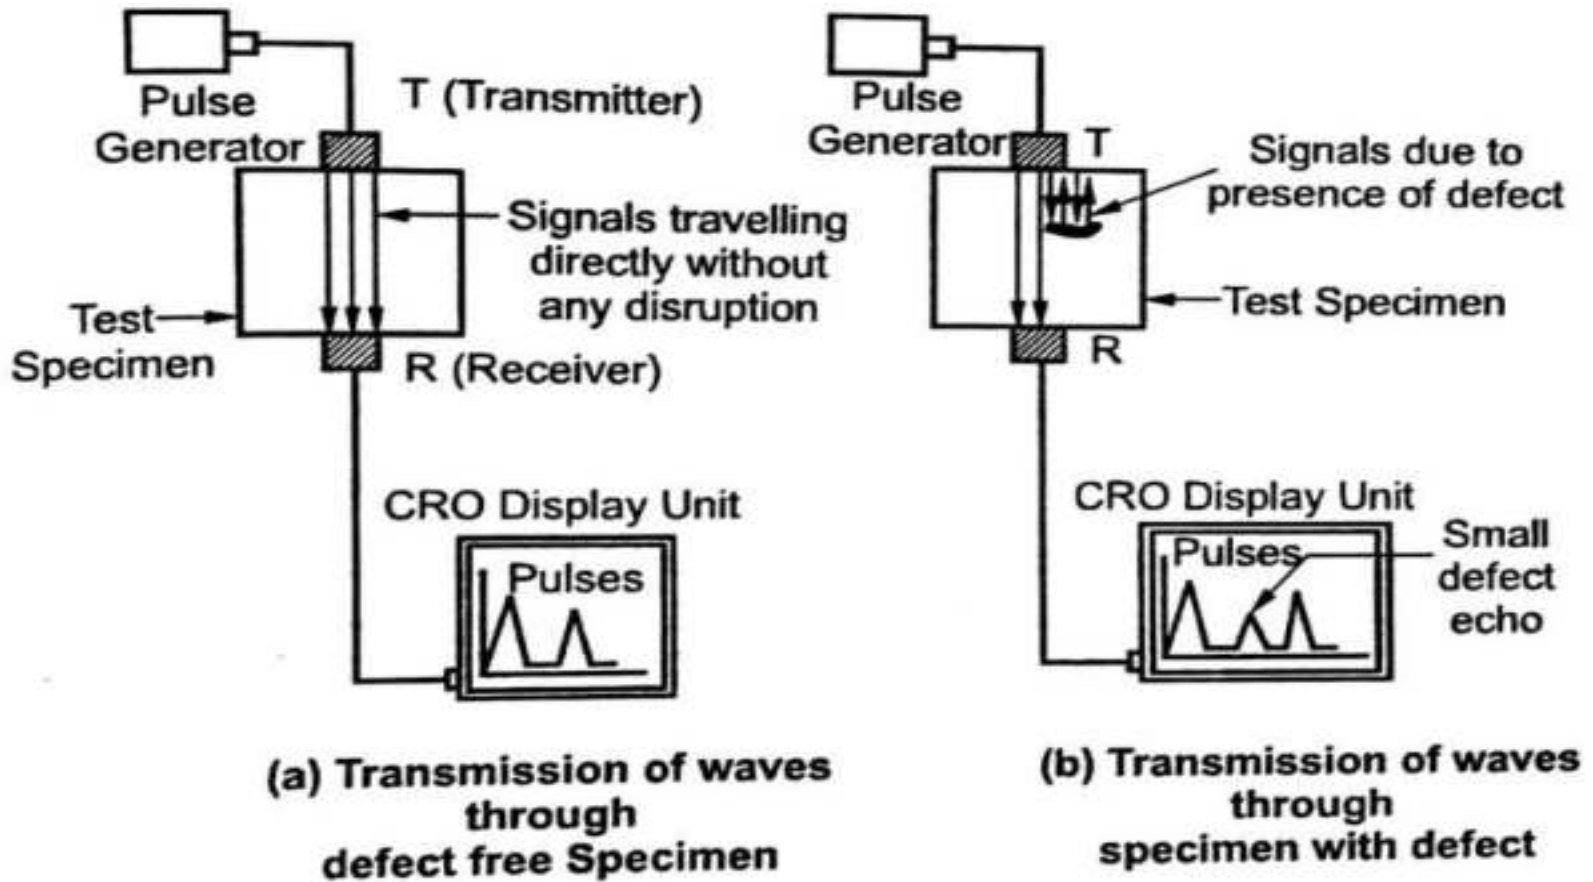 Pulse
Generator
T (Transmitter)
Signals travelling
directly without
any disruption
Test
Specimen
R (Receiver)
CRO Display Unit
Pulses
(a) Transmission of waves
through
defect free Specimen
Pulse
Generator
T
Signals due to
presence of defect
Test Specimen
R
CRO Display Unit
Pulses
Small
defect
echo
(b) Transmission of waves
through
specimen with defect